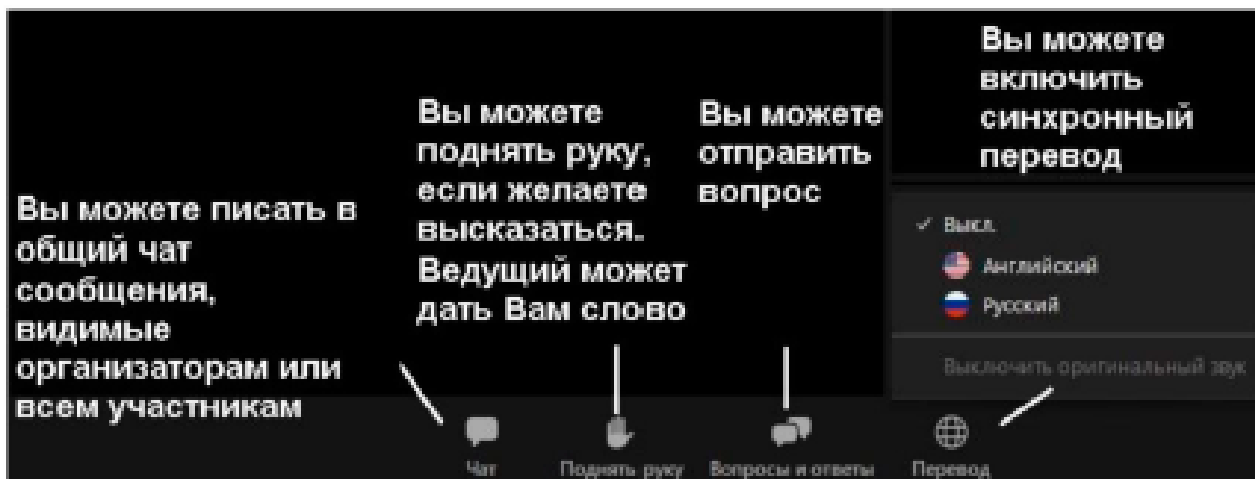 Вы можете писать в
общий чат
сообщения,
видимые
организаторам или
всем участникам
Вы можете
поднять руку,
если желаете
высказаться.
Ведущий может
дать Вам слово
Вы можете
отправить
вопрос
Вы можете
включить
синхронный
перевод
Выкл.
Английский
Русский
Выключить оригинальный звук
Чат
Поднять руку
Вопросы и ответы
Перевод